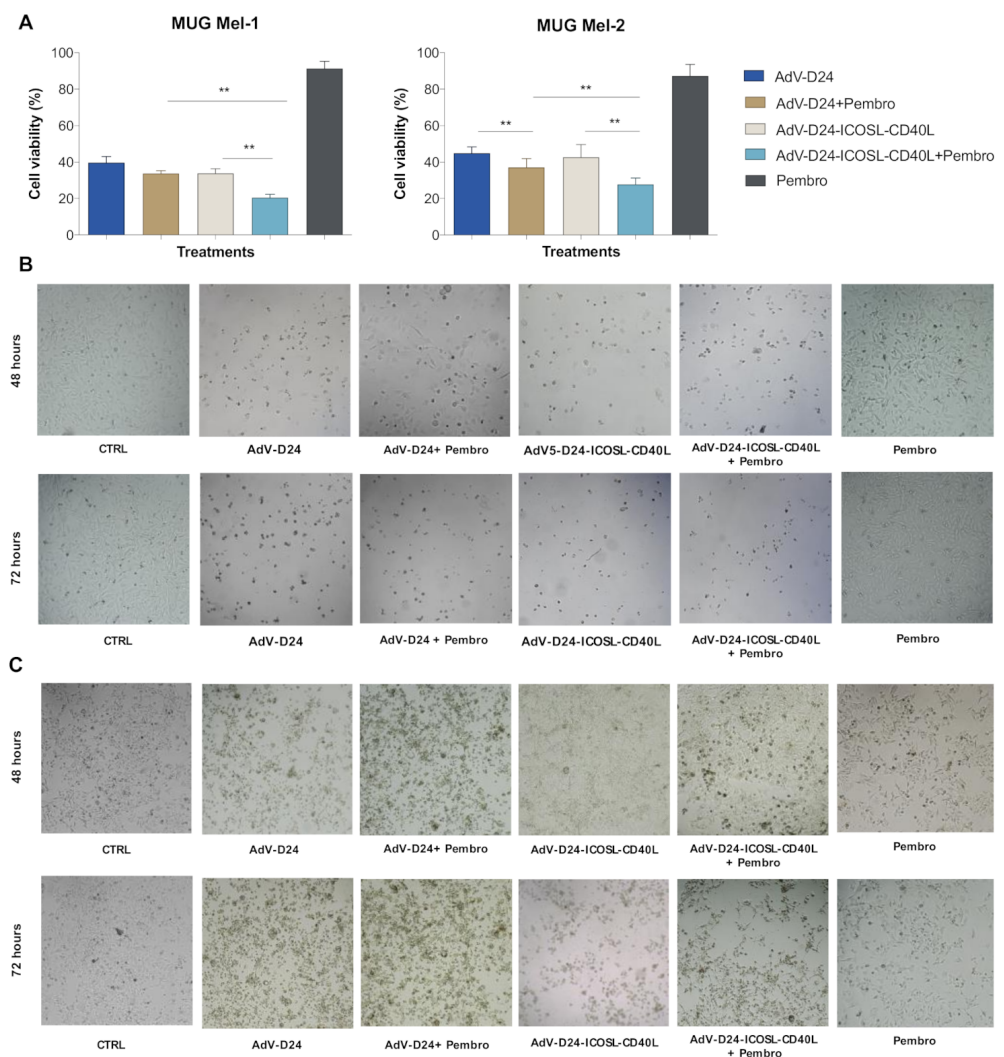 A
MUG Mel-1
MUG Mel-2
Cell viability (%)
100
80
60
40
20
0
**
**
Treatments
Cell viability (%)
100
80
60
40
20
0
**
**
**
Treatments
AdV-D24
AdV-D24+Pembro
AdV-D24-ICOSL-CD40L
AdV-D24-ICOSL-CD40L+Pembro
Pembro
B
48 hours
CTRL
AdV-D24
AdV-D24+ Pembro
AdV5-D24-ICOSL-CD40L
AdV-D24-ICOSL-CD40L
+ Pembro
Pembro
72 hours
CTRL
AdV-D24
AdV-D24 + Pembro
AdV-D24-ICOSL-CD40L
AdV-D24-ICOSL-CD40L
+ Pembro
Pembro
C
48 hours
CTRL
AdV-D24
AdV-D24+ Pembro
AdV-D24-ICOSL-CD40L
AdV-D24-ICOSL-CD40L
+ Pembro
Pembro
72 hours
CTRL
AdV-D24
AdV-D24+ Pembro
AdV-D24-ICOSL-CD40L
AdV-D24-ICOSL-CD40L
+ Pembro
Pembro